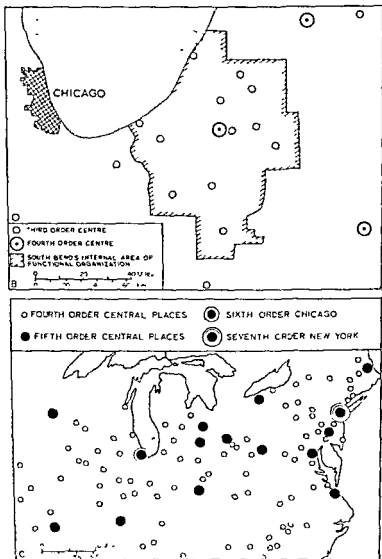 CHICAGO
THIRD ORDER CENTRE
FOURTH ORDER CENTRE
SOUTH BEND'S INTERNAL AREA OF
FUNCTIONAL ORGANIZATION
B
FOURTH ORDER CENTRAL PLACES
SIXTH ORDER CHICAGO
FIFTH ORDER CENTRAL PLACES
SEVENTH ORDER NEW YORK
C